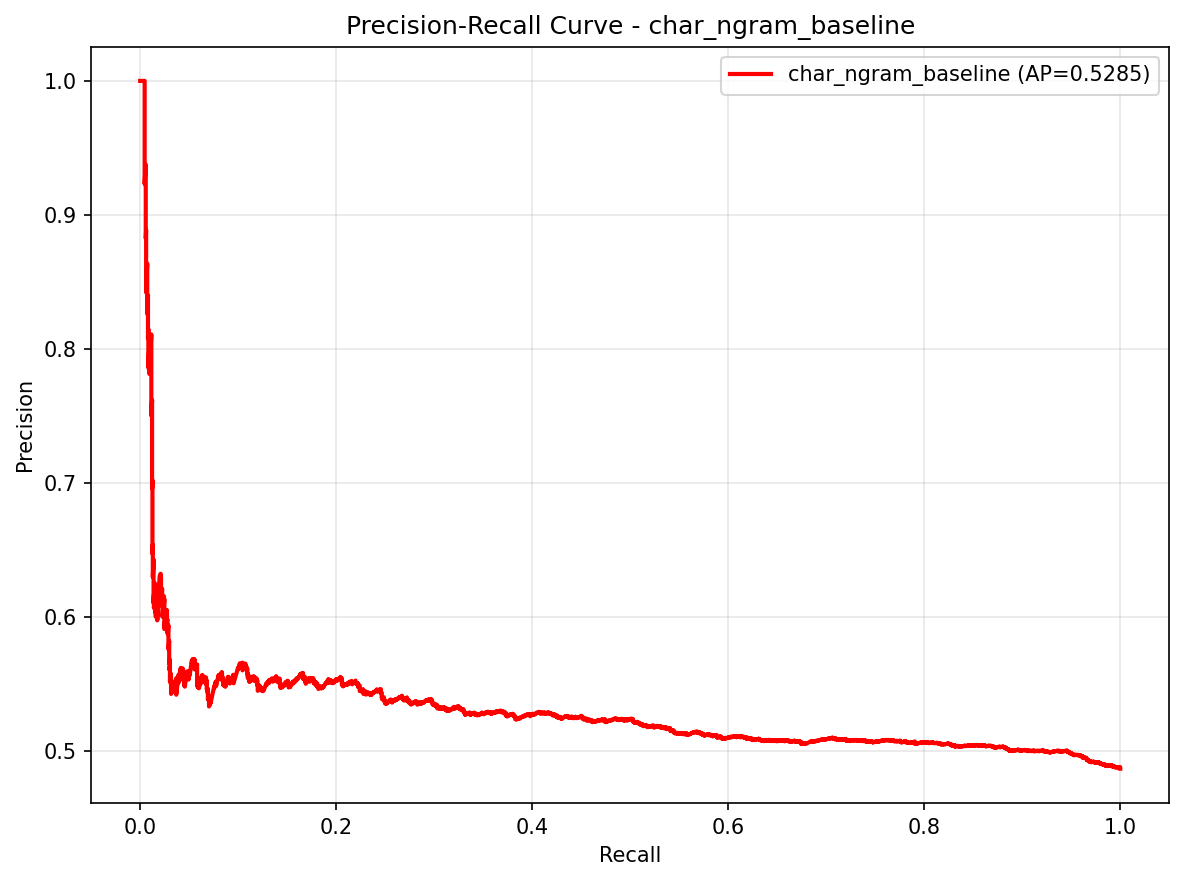 Precision-Recall Curve - char_ngram_baseline
char_ngram_baseline (AP=0.5285)
1.0
0.9
0.8
0.7
0.6
0.5
Precision
0.0 0.2 0.4 0.6 0.8 1.0
Recall